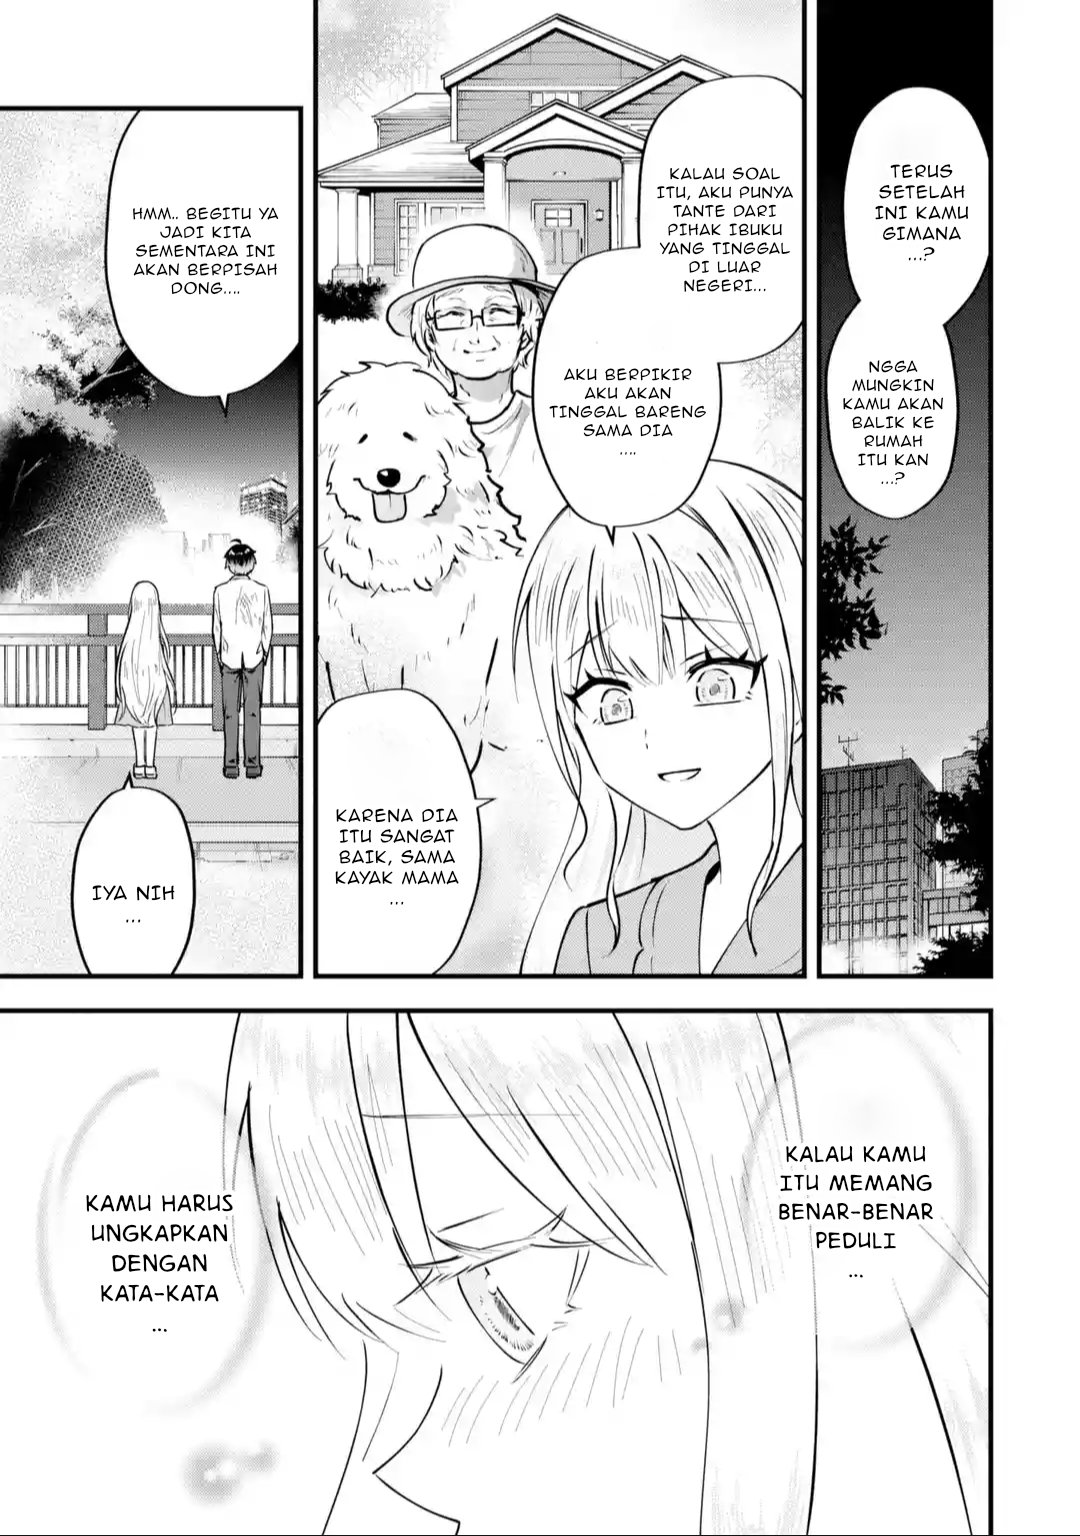 TERUS
SETELAH
INI KAMU
GIMANA
...?
NGGA
MUNGKIN
KAMU AKAN
BALIK KE
RUMAH
ITU KAN
...?
KALAU SOAL
ITU, AKU PUNYA
TANTE DARI
PIHAK IBUKU
YANG TINGGAL
DI LUAR
NEGERI...
AKU BERPIKIR
AKU AKAN
TINGGAL BARENG
SAMA DIA
....
KARENA DIA
ITU SANGAT
BAIK, SAMA
KAYAK MAMA
...
HMM.. BEGITU YA
JADI KITA
SEMENTARA INI
AKAN BERPISAH
DONG....
IYA NIH
...
KALAU KAMU
ITU MEMANG
BENAR-BENAR
PEDULI
...
KAMU HARUS
UNGKAPKAN
DENGAN
KATA-KATA
...